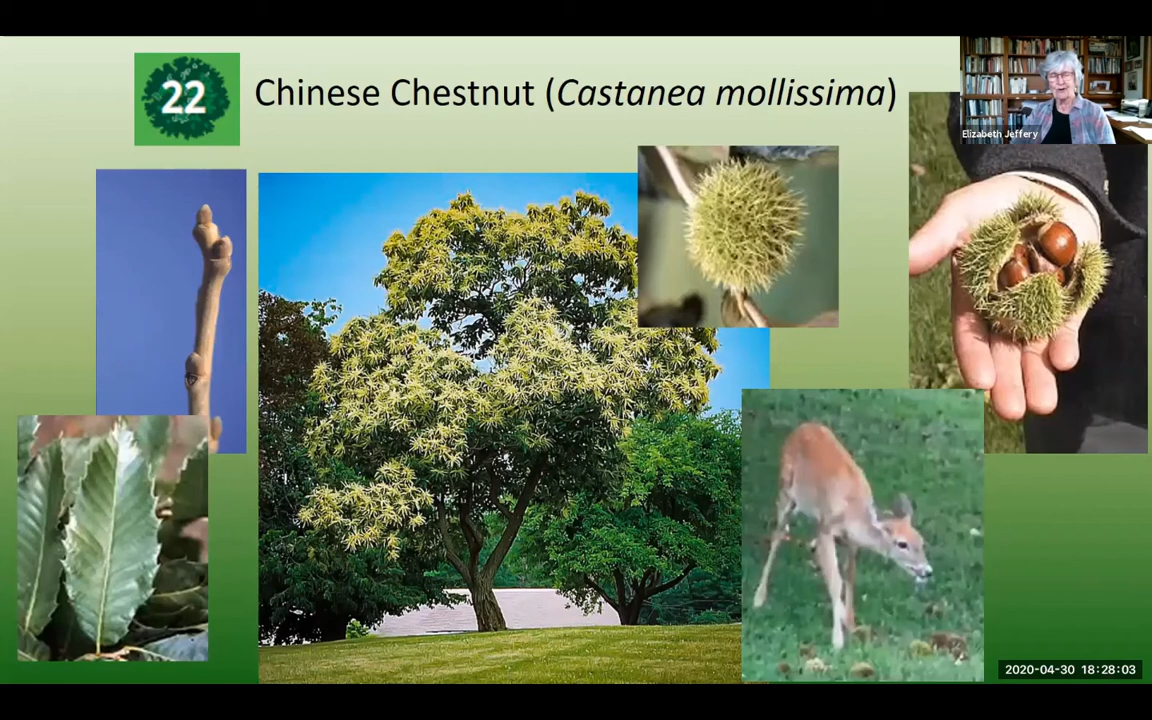 22
Chinese Chestnut (Castanea mollissima)
Elizabeth Jeffery
2020-04-30 18:28:03